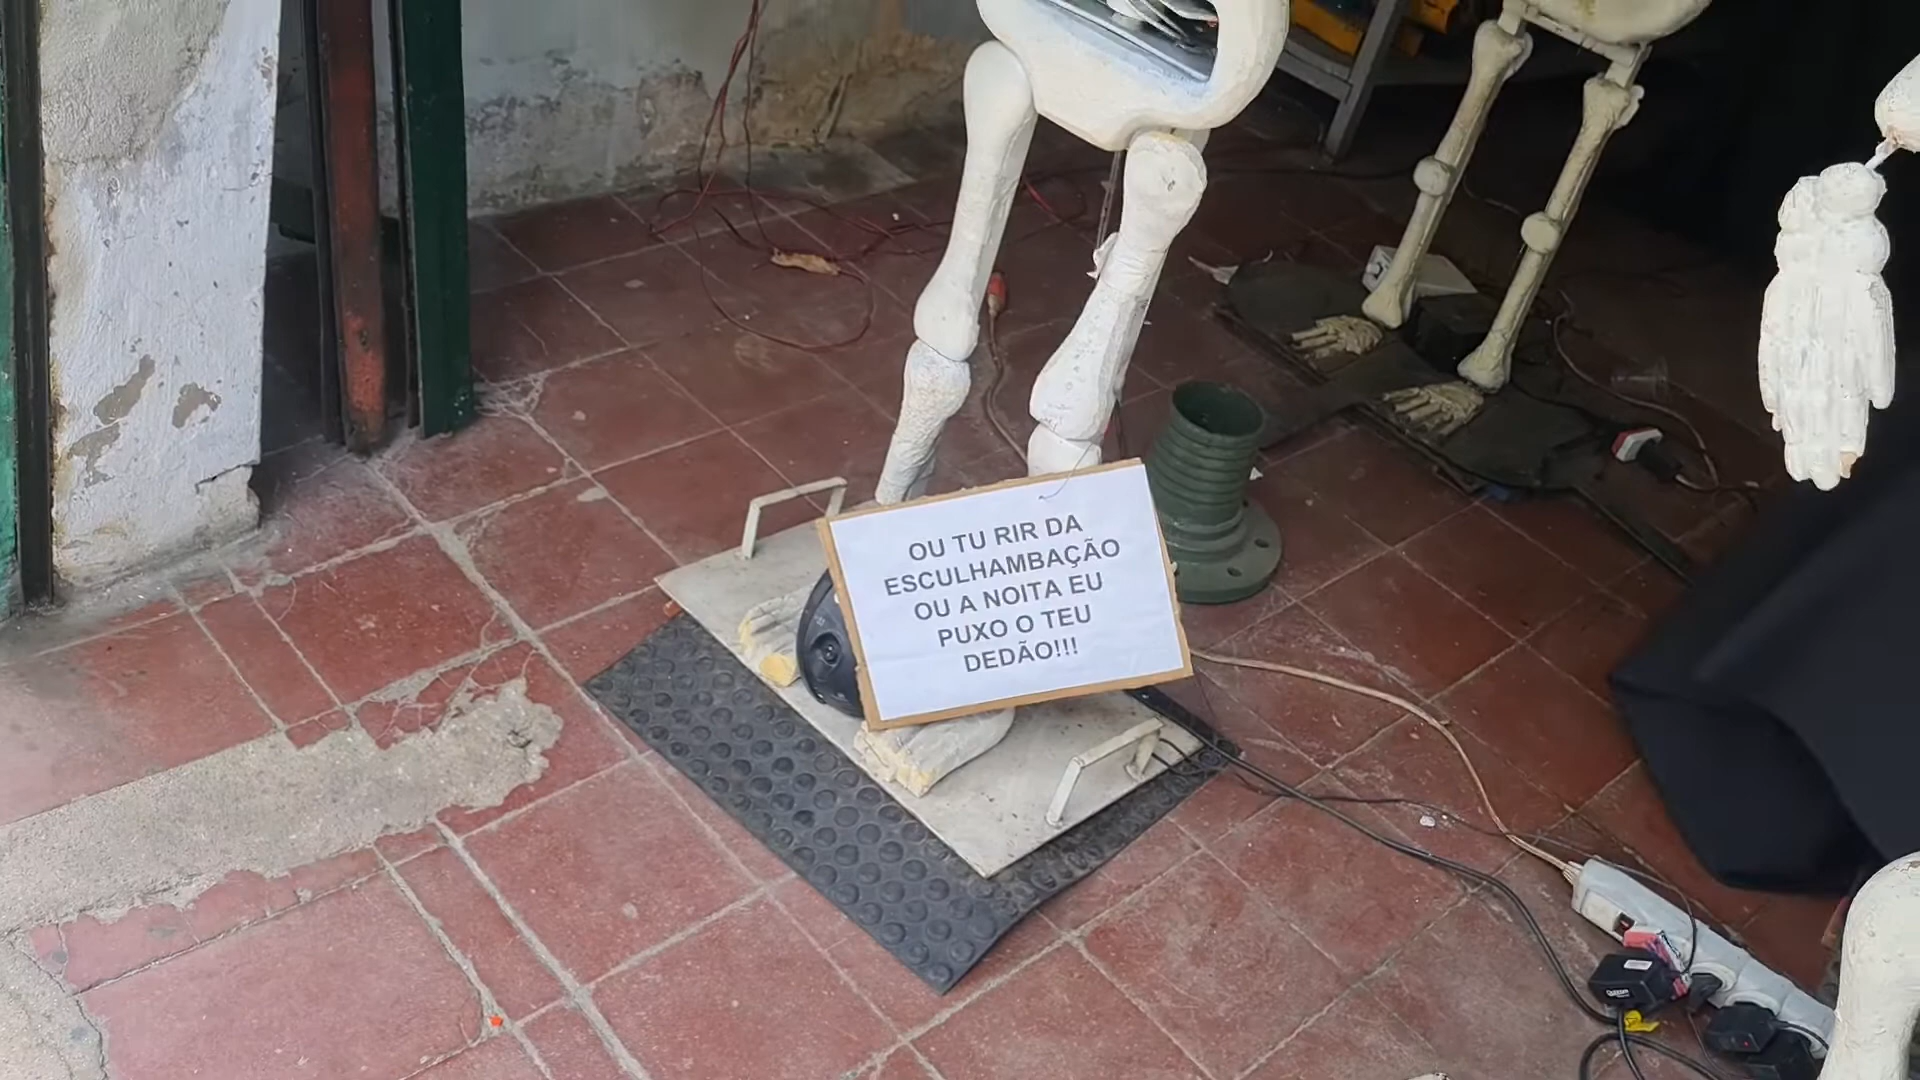 OU TU RIR DA
ESCULHAMBAÇÃO
OU A NOITA EU
PUXO O TEU
DEDÃO!!!